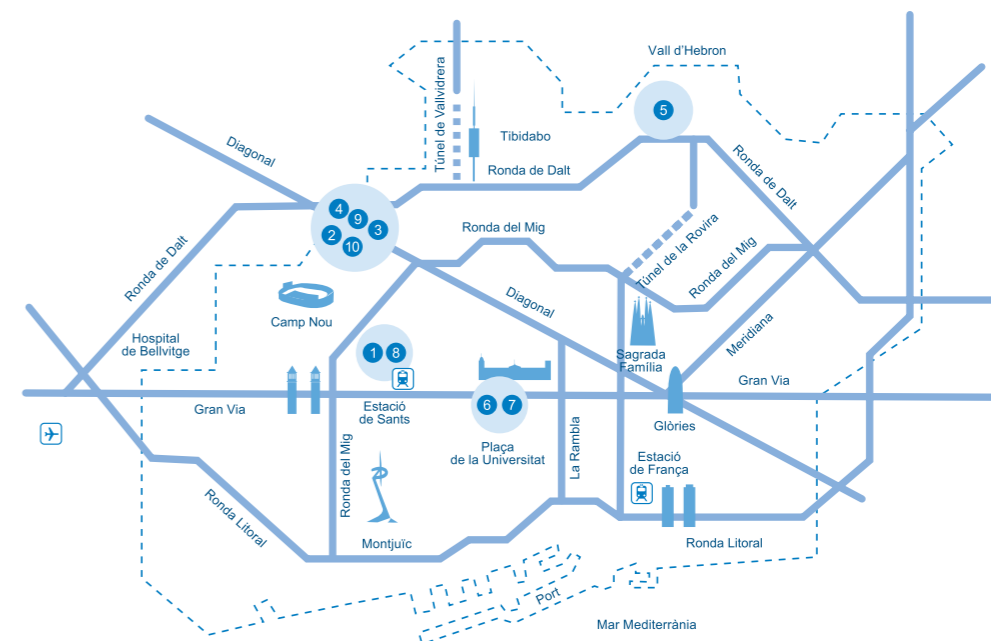 Vall d'Hebron
Túnel de Vallvidrera
5
Tibidabo
Diagonal
Ronda de Dalt
Ronda de Dalt
4
9
3
2
10
Ronda del Mig
Túnel de la Rovira
Ronda del Mig
Ronda de Dalt
Diagonal
Camp Nou
Meridiana
Hospital
de Bellvitge
1
8
Sagrada
Família
Gran Via
Gran Via
Estació
de Sants
6
7
Glòries
Plaça
de la Universitat
La Rambla
Estació
de França
Ronda del Mig
Ronda Litoral
Montjuïc
Ronda Litoral
Port
Mar Mediterrània